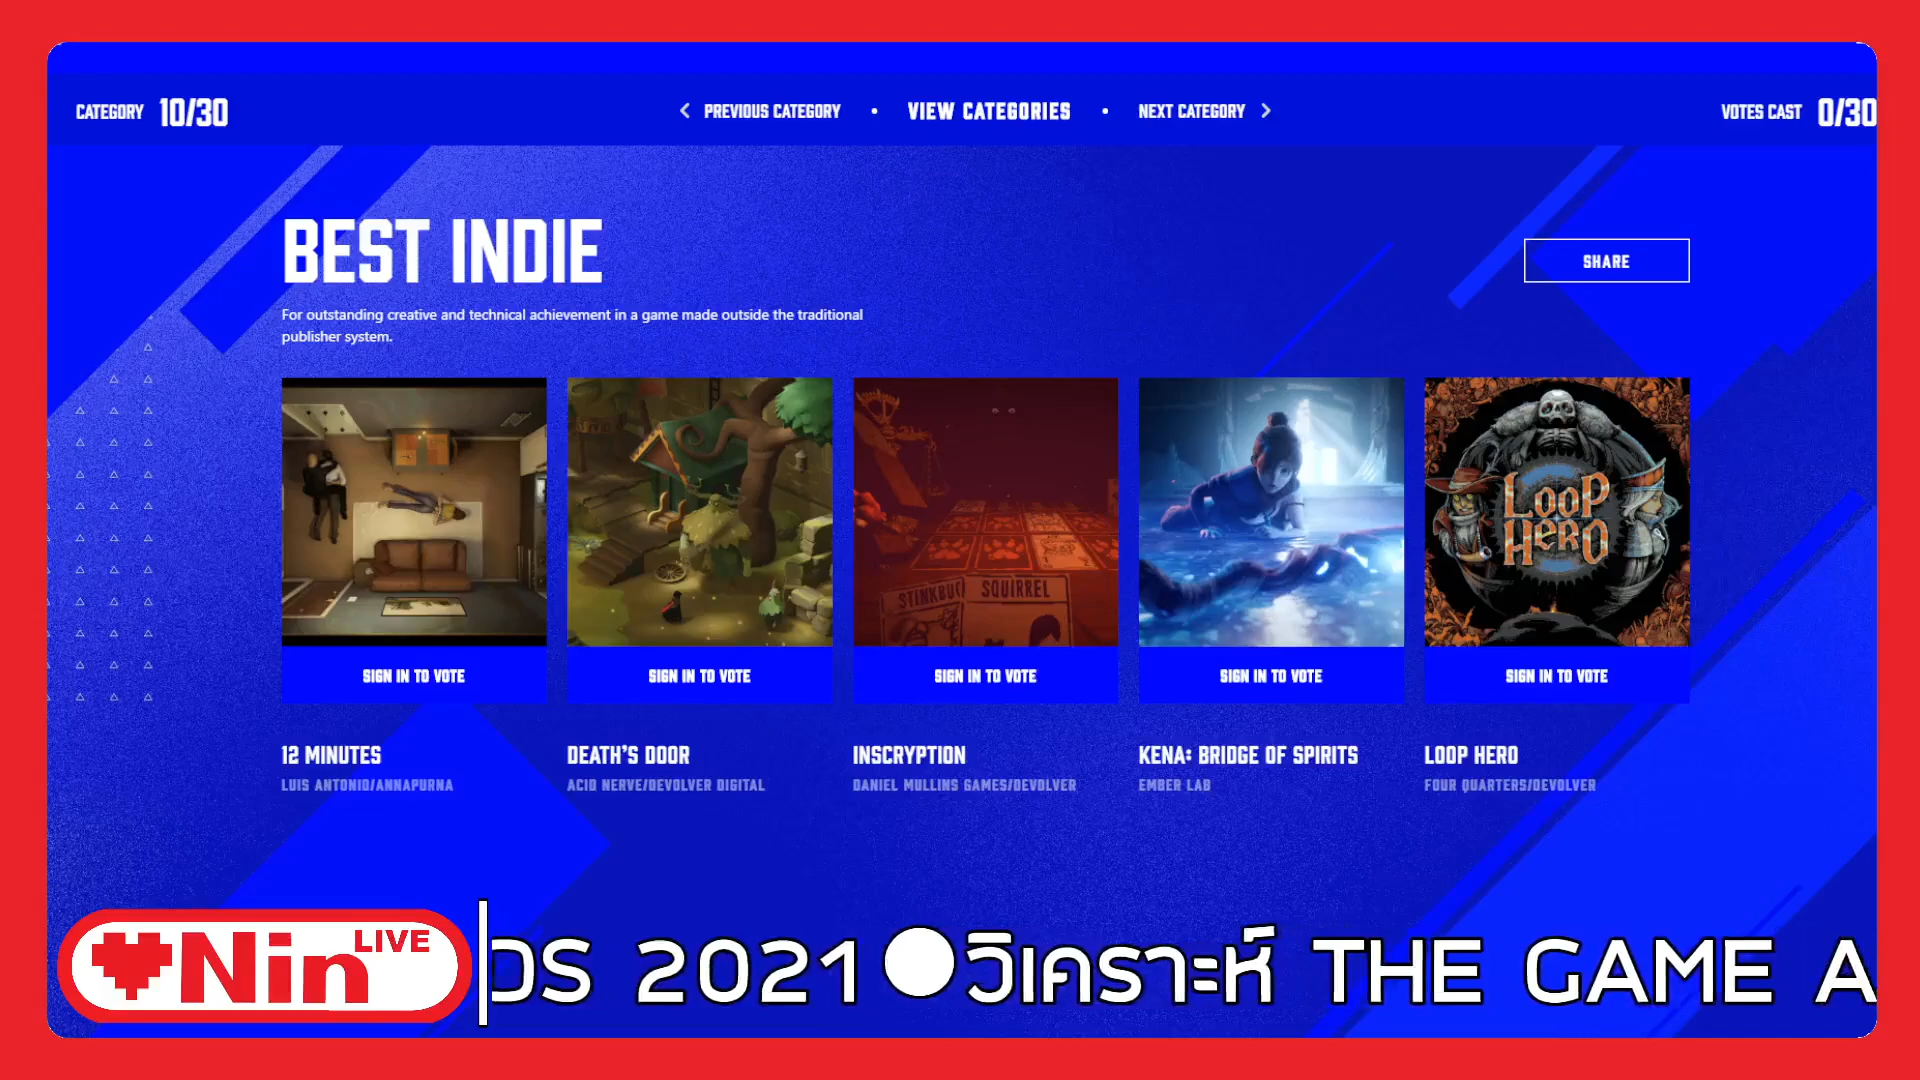 CATEGORY 10/30
PREVIOUS CATEGORY • VIEW CATEGORIES • NEXT CATEGORY
VOTES CAST 0/30
BEST INDIE
SHARE
For outstanding creative and technical achievement in a game made outside the traditional
publisher system.
STINKBUG SQUIRREL
LOOP
HERO
SIGN IN TO VOTE
SIGN IN TO VOTE
SIGN IN TO VOTE
SIGN IN TO VOTE
SIGN IN TO VOTE
12 MINUTES
LUIS ANTONIO/ANNAPURNA
DEATH'S DOOR
ACID NERVE/DEVOLVER DIGITAL
INSCRYPTION
DANIEL MULLINS GAMES/DEVOLVER
KENA: BRIDGE OF SPIRITS
EMBER LAB
LOOP HERO
FOUR QUARTERS/DEVOLVER
Nin LIVE
DS 2021 ●วิเคราะห์ THE GAME A